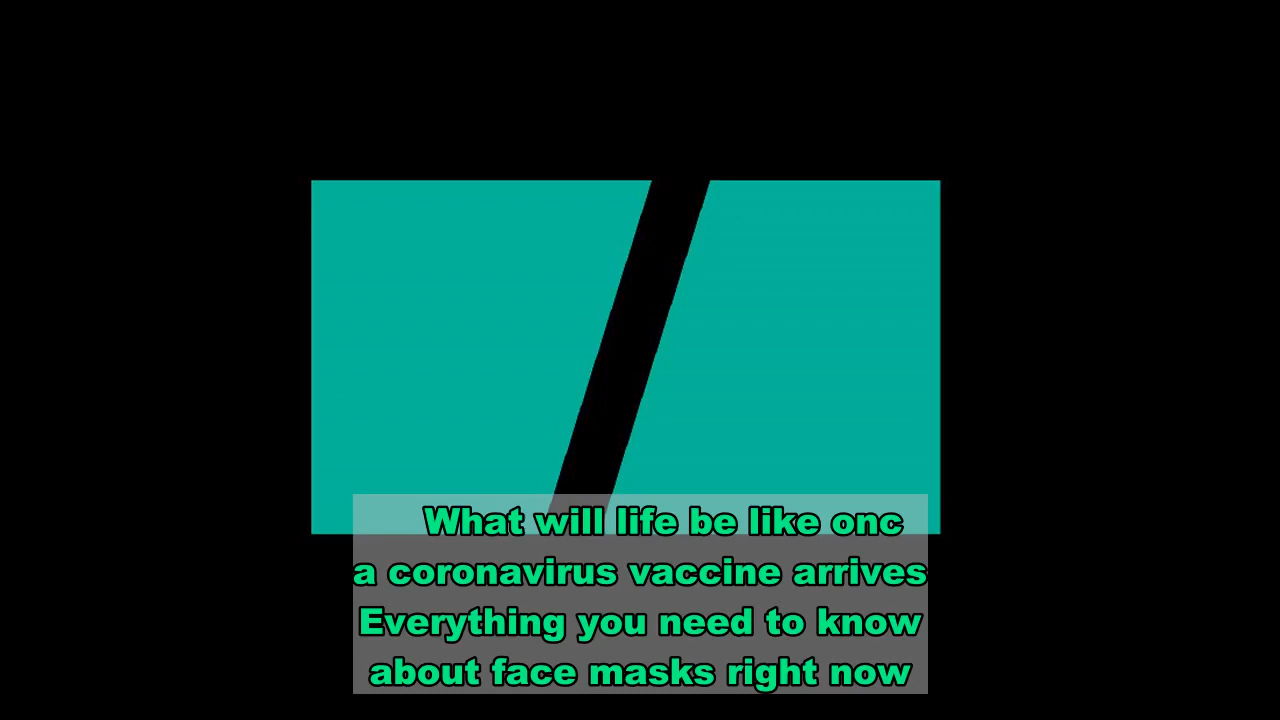 What will life be like onc
a coronavirus vaccine arrives
Everything you need to know
about face masks right now